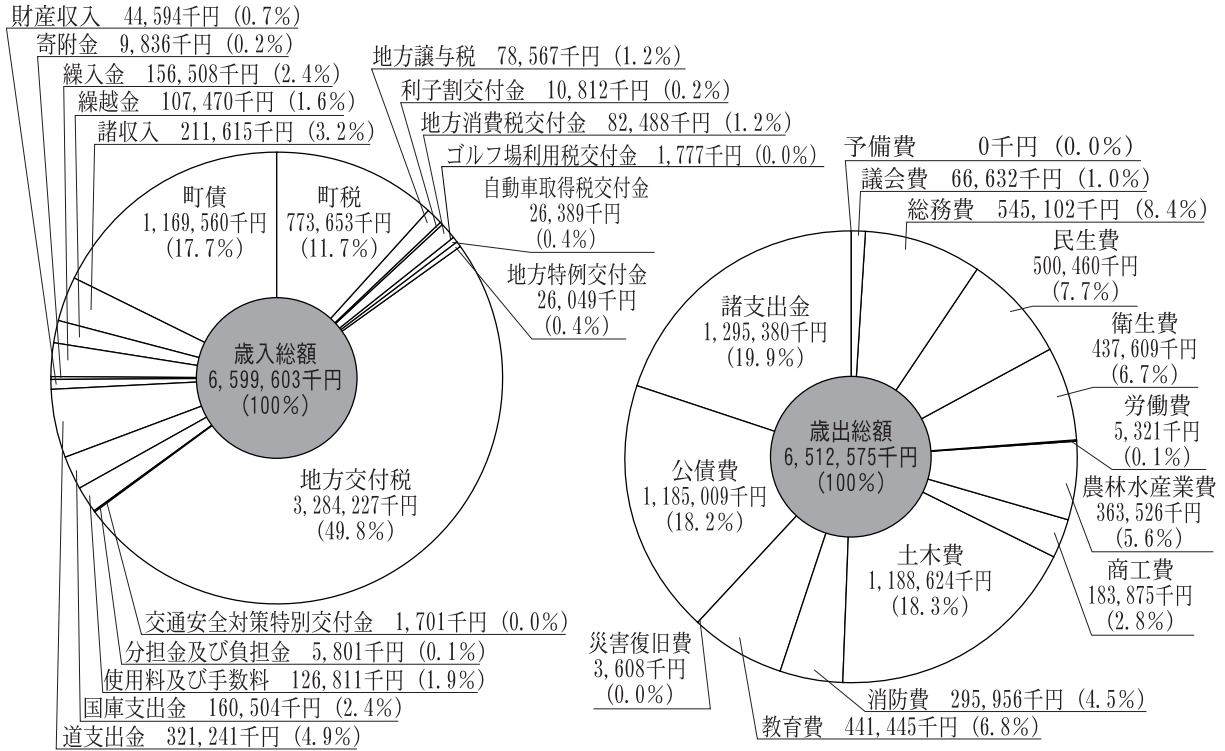 財産収入 44,594千円 (0.7%)
寄附金 9,836千円 (0.2%)
繰入金 156,508千円 (2.4%)
繰越金 107,470千円 (1.6%)
諸収入 211,615千円 (3.2%)
町債
1,169,560千円
(17.7%)
町税
773,653千円
(11.7%)
地方譲与税 78,567千円 (1.2%)
利子割交付金 10,812千円 (0.2%)
地方消費税交付金 82,488千円 (1.2%)
ゴルフ場利用税交付金 1,777千円 (0.0%)
自動車取得税交付金
26,389千円
(0.4%)
地方特例交付金
26,049千円
(0.4%)
歳入総額
6,599,603千円
(100%)
地方交付税
3,284,227千円
(49.8%)
交通安全対策特別交付金 1,701千円 (0.0%)
分担金及び負担金 5,801千円 (0.1%)
使用料及び手数料 126,811千円 (1.9%)
国庫支出金 160,504千円 (2.4%)
道支出金 321,241千円 (4.9%)
予備費 0千円 (0.0%)
議会費 66,632千円 (1.0%)
総務費 545,102千円 (8.4%)
民生費
500,460千円
(7.7%)
衛生費
437,609千円
(6.7%)
労働費
5,321千円
(0.1%)
農林水産業費
363,526千円
(5.6%)
商工費
183,875千円
(2.8%)
諸支出金
1,295,380千円
(19.9%)
歳出総額
6,512,575千円
(100%)
公債費
1,185,009千円
(18.2%)
土木費
1,188,624千円
(18.3%)
災害復旧費
3,608千円
(0.0%)
消防費 295,956千円 (4.5%)
教育費 441,445千円 (6.8%)